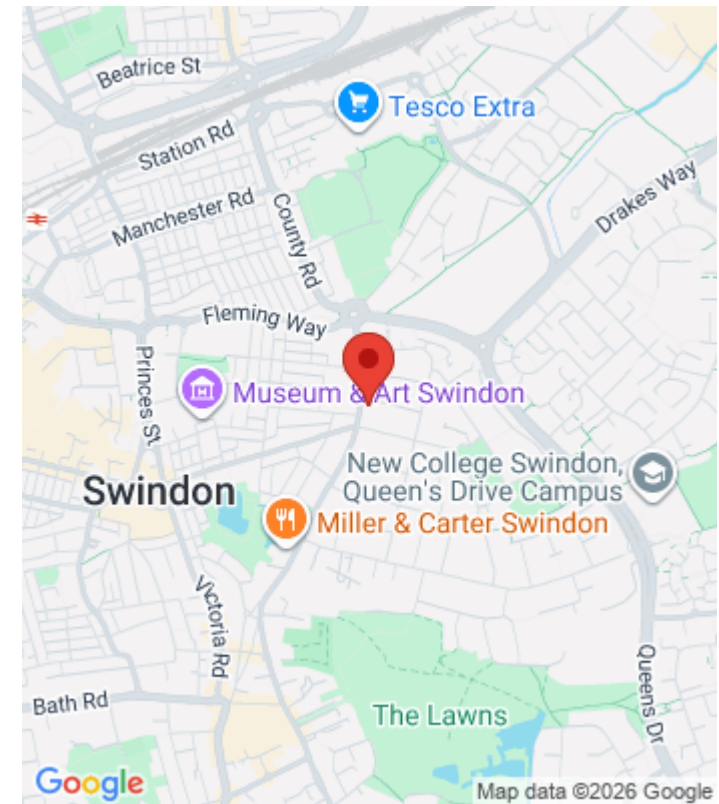 Beatrice St
Tesco Extra
Station Rd
Manchester Rd
County Rd
Drakes Way
Fleming Way
Princes St
Museum & Art Swindon
New College Swindon,
Queen's Drive Campus
Swindon
Miller & Carter Swindon
Victoria Rd
Queens Dr
Bath Rd
The Lawns
Google
Map data ©2026 Google